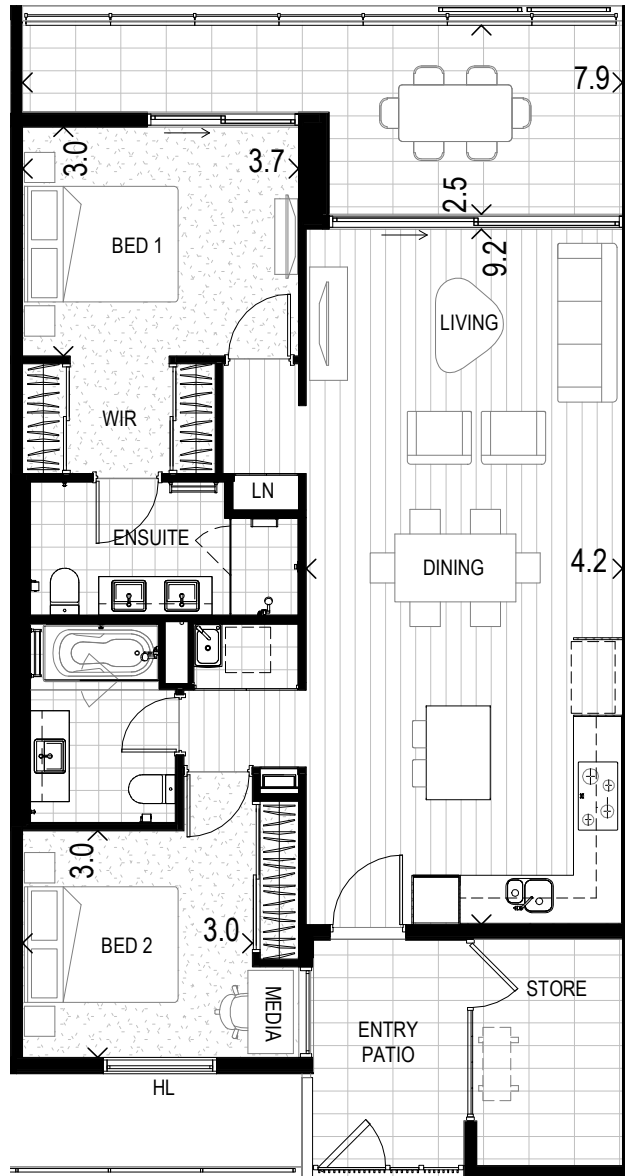 7.9
3.0
3.7
2.5
BED 1
9.2
LIVING
WIR
LN
ENSUITE
DINING
4.2
3.0
BED 2
3.0
MEDIA
STORE
ENTRY
PATIO
HL